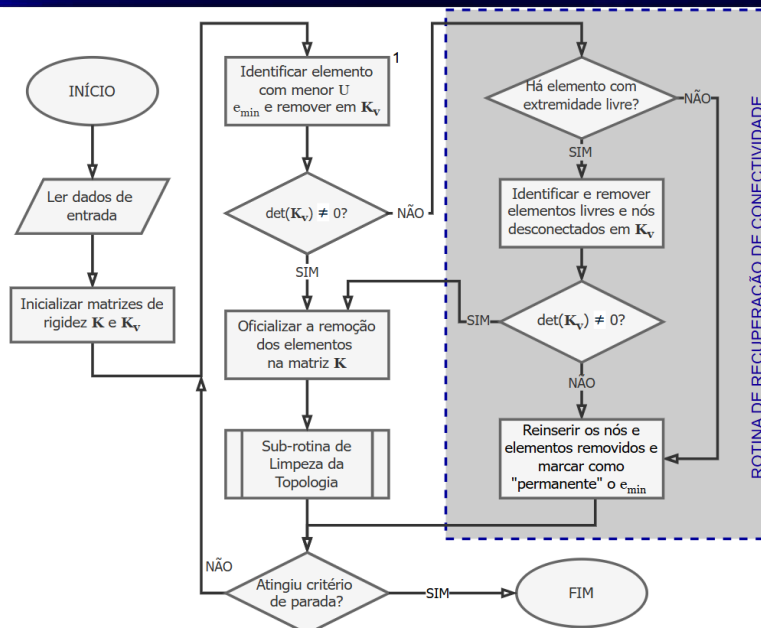 INÍCIO
Ler dados de
entrada
Inicializar matrizes de
rigidez K e Kv
1
Identificar elemento
com menor U
emin e remover em Kv
det(Kv) ≠ 0?
NÃO
SIM
Oficializar a remoção
dos elementos
na matriz K
Sub-rotina de
Limpeza da
Topologia
Atingiu critério
de parada?
NÃO
SIM
FIM
Há elemento com
extremidade livre?
NÃO
SIM
Identificar e remover
elementos livres e nós
desconectados em Kv
det(Kv) ≠ 0?
SIM
NÃO
Reinserir os nós e
elementos removidos e
marcar como
"permanente" o emin
ROTINA DE RECUPERAÇÃO DE CONECTIVIDADE